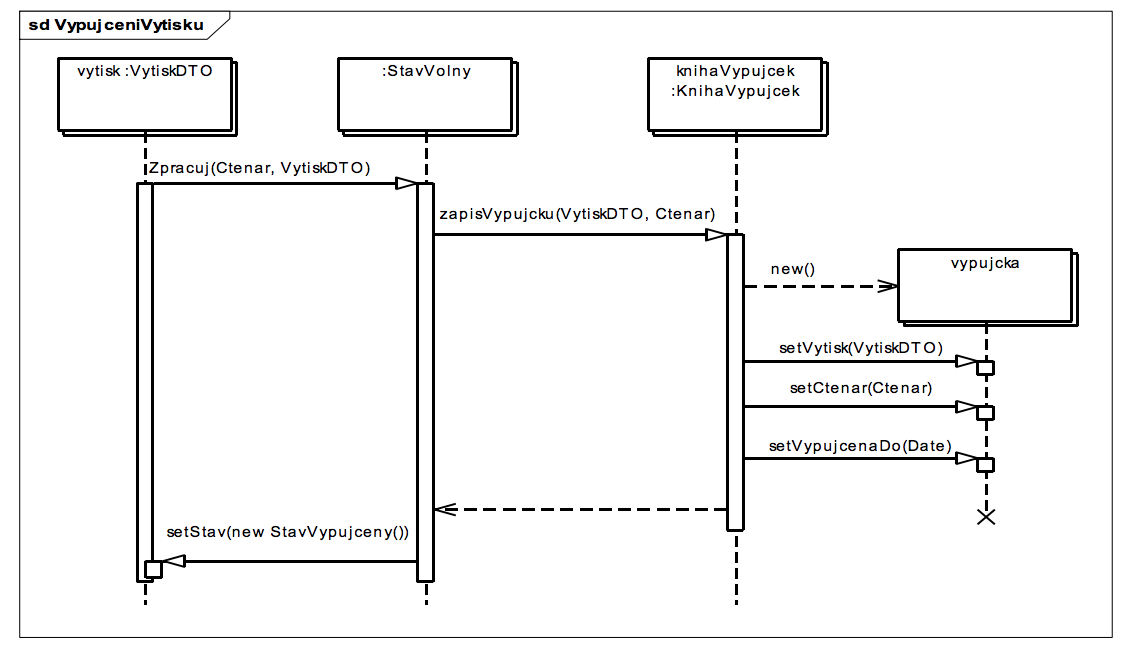 sd VypujceniVytisku
vytisk :VytiskDTO
:StavVolny
knihaVypujcek
:KnihaVypujcek
Zpracuj(Ctenar, VytiskDTO)
zapisVypujcku(VytiskDTO, Ctenar)
new()
vypujcka
setVytisk(VytiskDTO)
setCtenar(Ctenar)
setVypujcenaDo(Date)
setStav(new StavVypujceny())